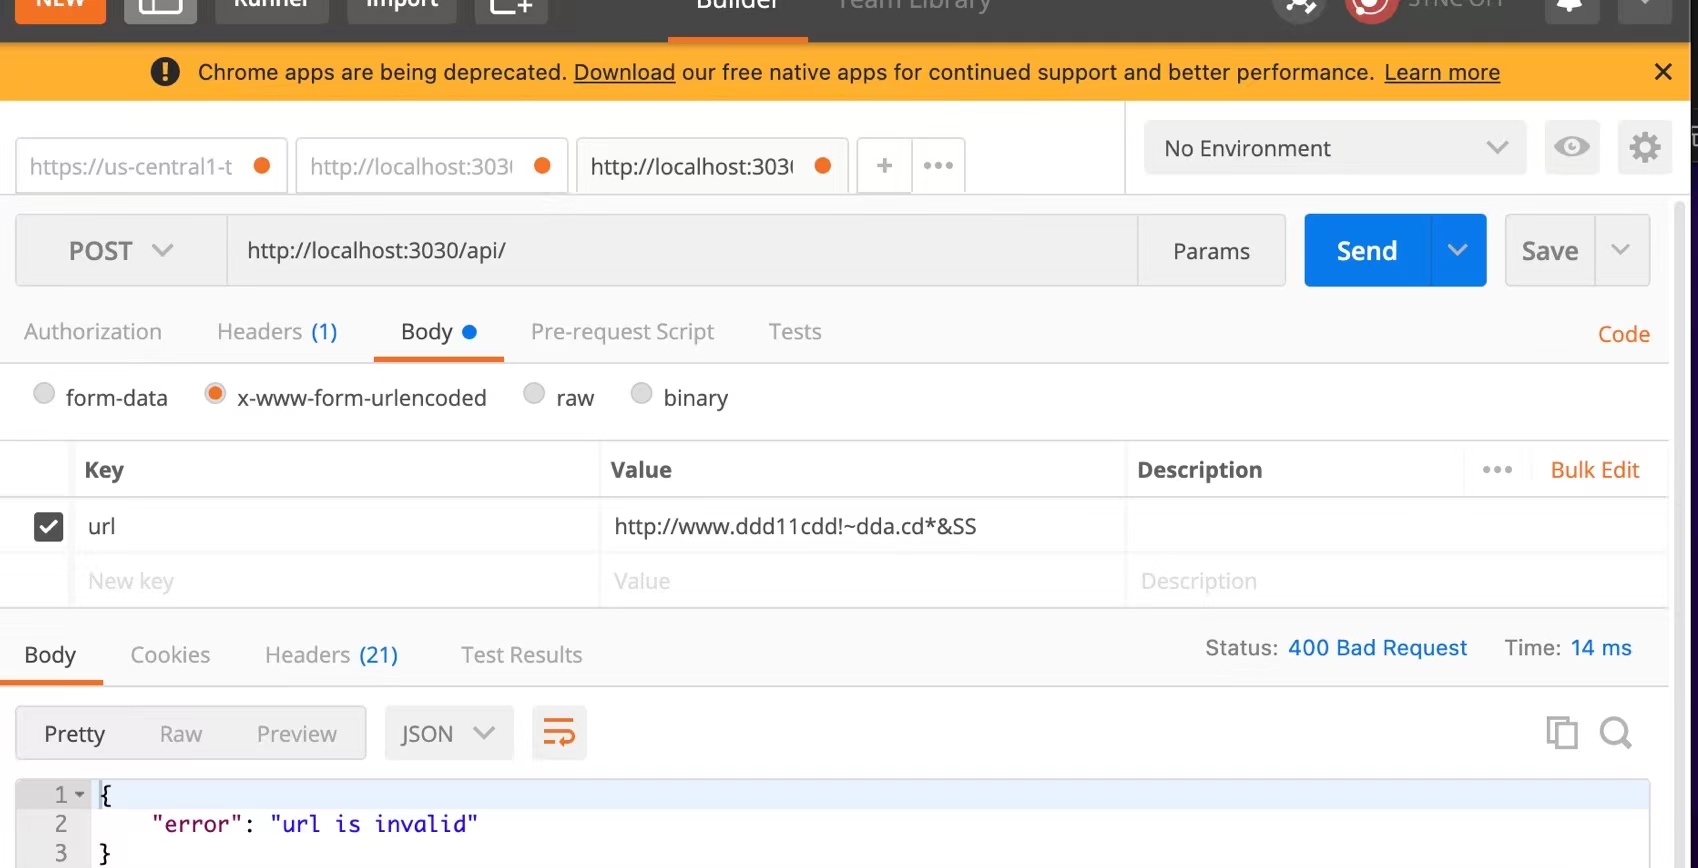 NEW Runner Import Builder Team Library SYNC OFF
Chrome apps are being deprecated. Download our free native apps for continued support and better performance. Learn more
https://us-central1-t http://localhost:303 http://localhost:303 No Environment
POST http://localhost:3030/api/ Params Send Save
Authorization Headers (1) Body Pre-request Script Tests Code
form-data x-www-form-urlencoded raw binary
Key Value Description Bulk Edit
url http://www.ddd11cdd!~dda.cd*&SS
New key Value Description
Body Cookies Headers (21) Test Results Status: 400 Bad Request Time: 14 ms
Pretty Raw Preview JSON
1 {
2 "error": "url is invalid"
3 }